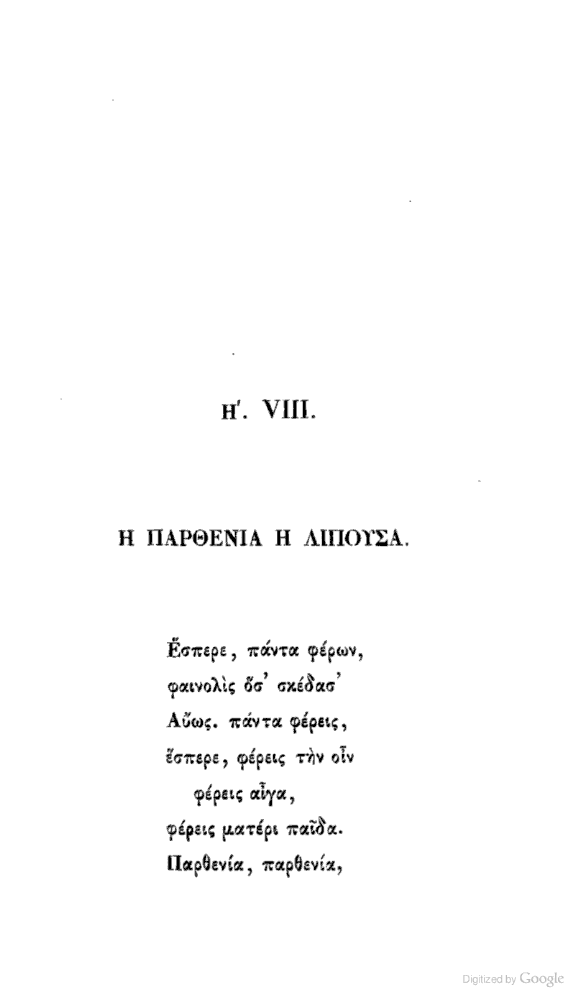 Η'. VIII.
Η ΠΑΡΘΕΝΙΑ Η ΛΙΠΟΥΣΑ.
Ἕσπερε, πάντα φέρων,
φαινολὶς ὅσ' σκέδασ'
Αὔως. πάντα φέρεις,
ἕσπερε, φέρεις τὴν οἶν
φέρεις αἶγα,
φέρεις ματέρι παῖδα.
Παρθενία, παρθενία,
Digitized by Google